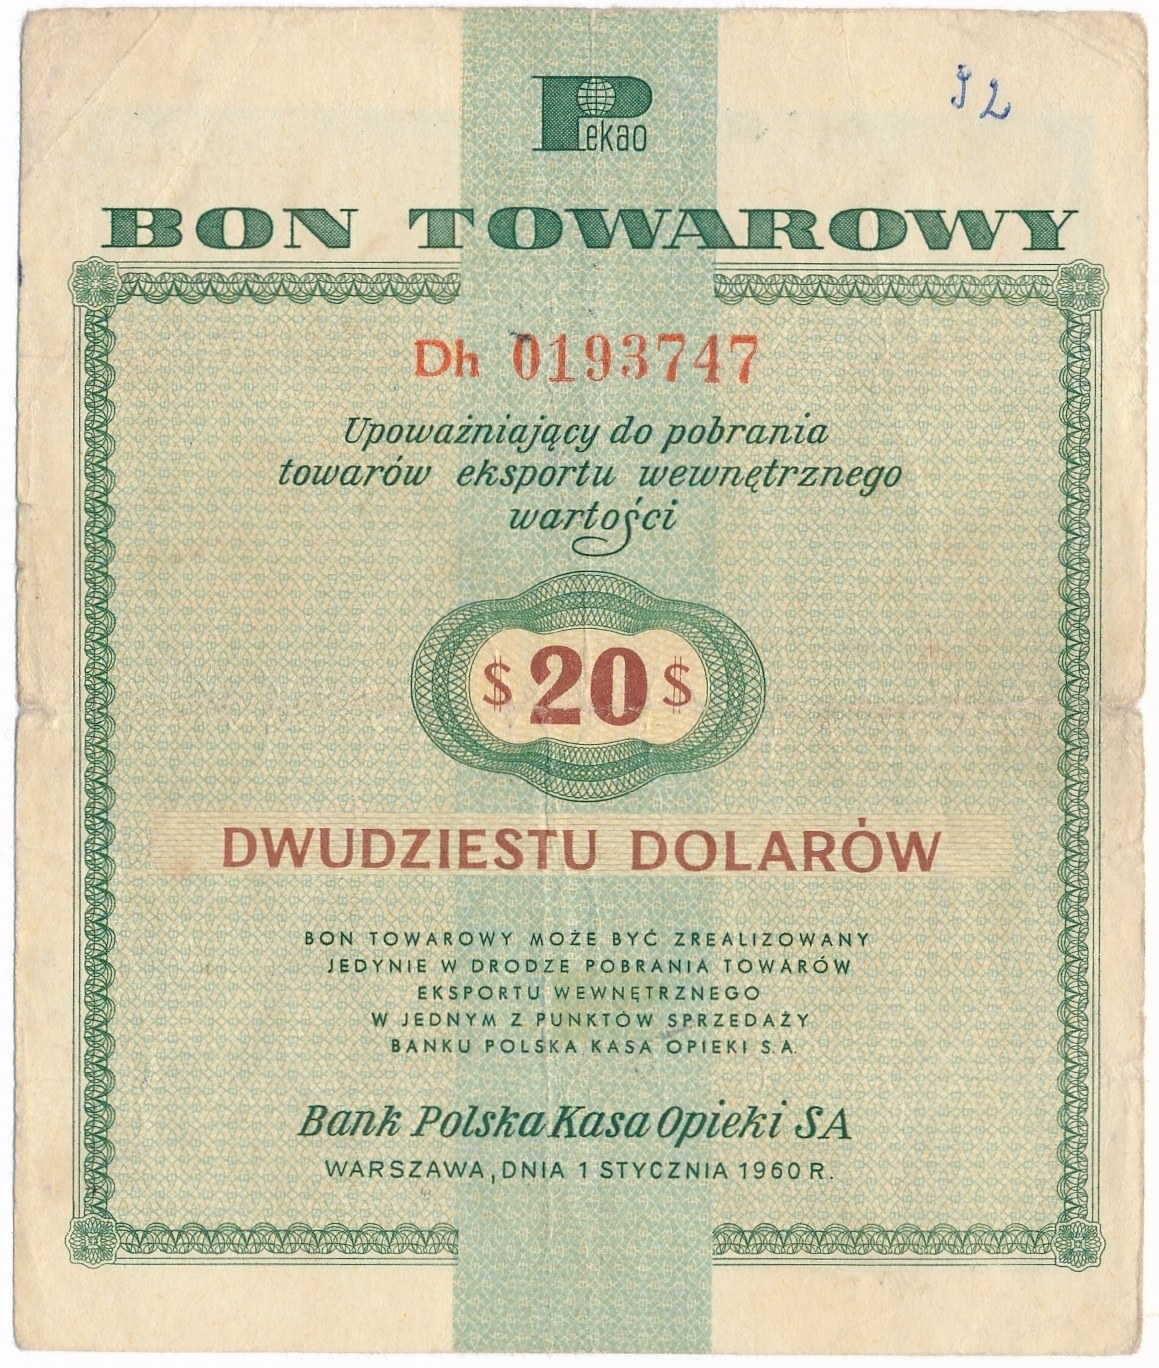 Pekao
92
BON TOWAROWY
Dh 0193747
Upoważniający do pobrania
towarów eksportu wewnętrznego
wartości
$ 20 $
DWUDZIESTU DOLARÓW
BON TOWAROWY MOŻE BYĆ ZREALIZOWANY
JEDYNIE W DRODZE POBRANIA TOWARÓW
EKSPORTU WEWNĘTRZNEGO
W JEDNYM Z PUNKTÓW SPRZEDAŻY
BANKU POLSKA KASA OPIEKI S.A.
Bank Polska Kasa Opieki SA
WARSZAWA, DNIA 1 STYCZNIA 1960 R.